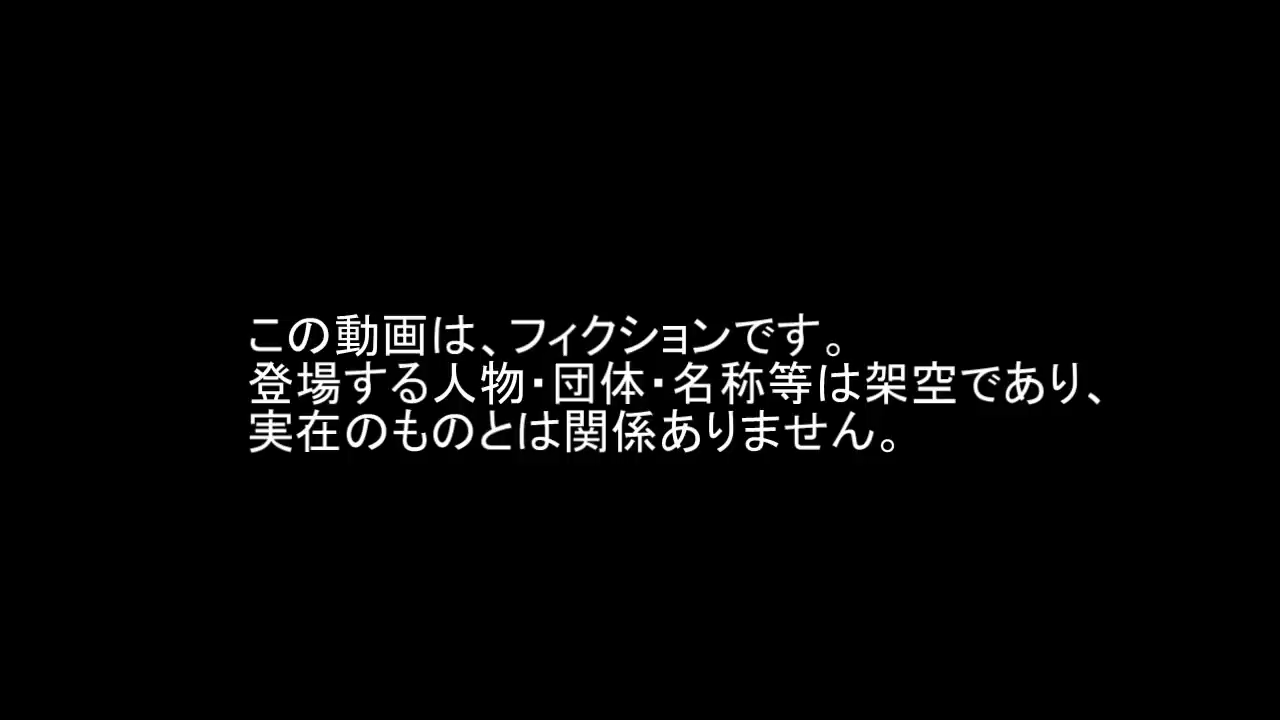 この動画は、フィクションです。
登場する人物・団体・名称等は架空であり、
実在のものとは関係ありません。